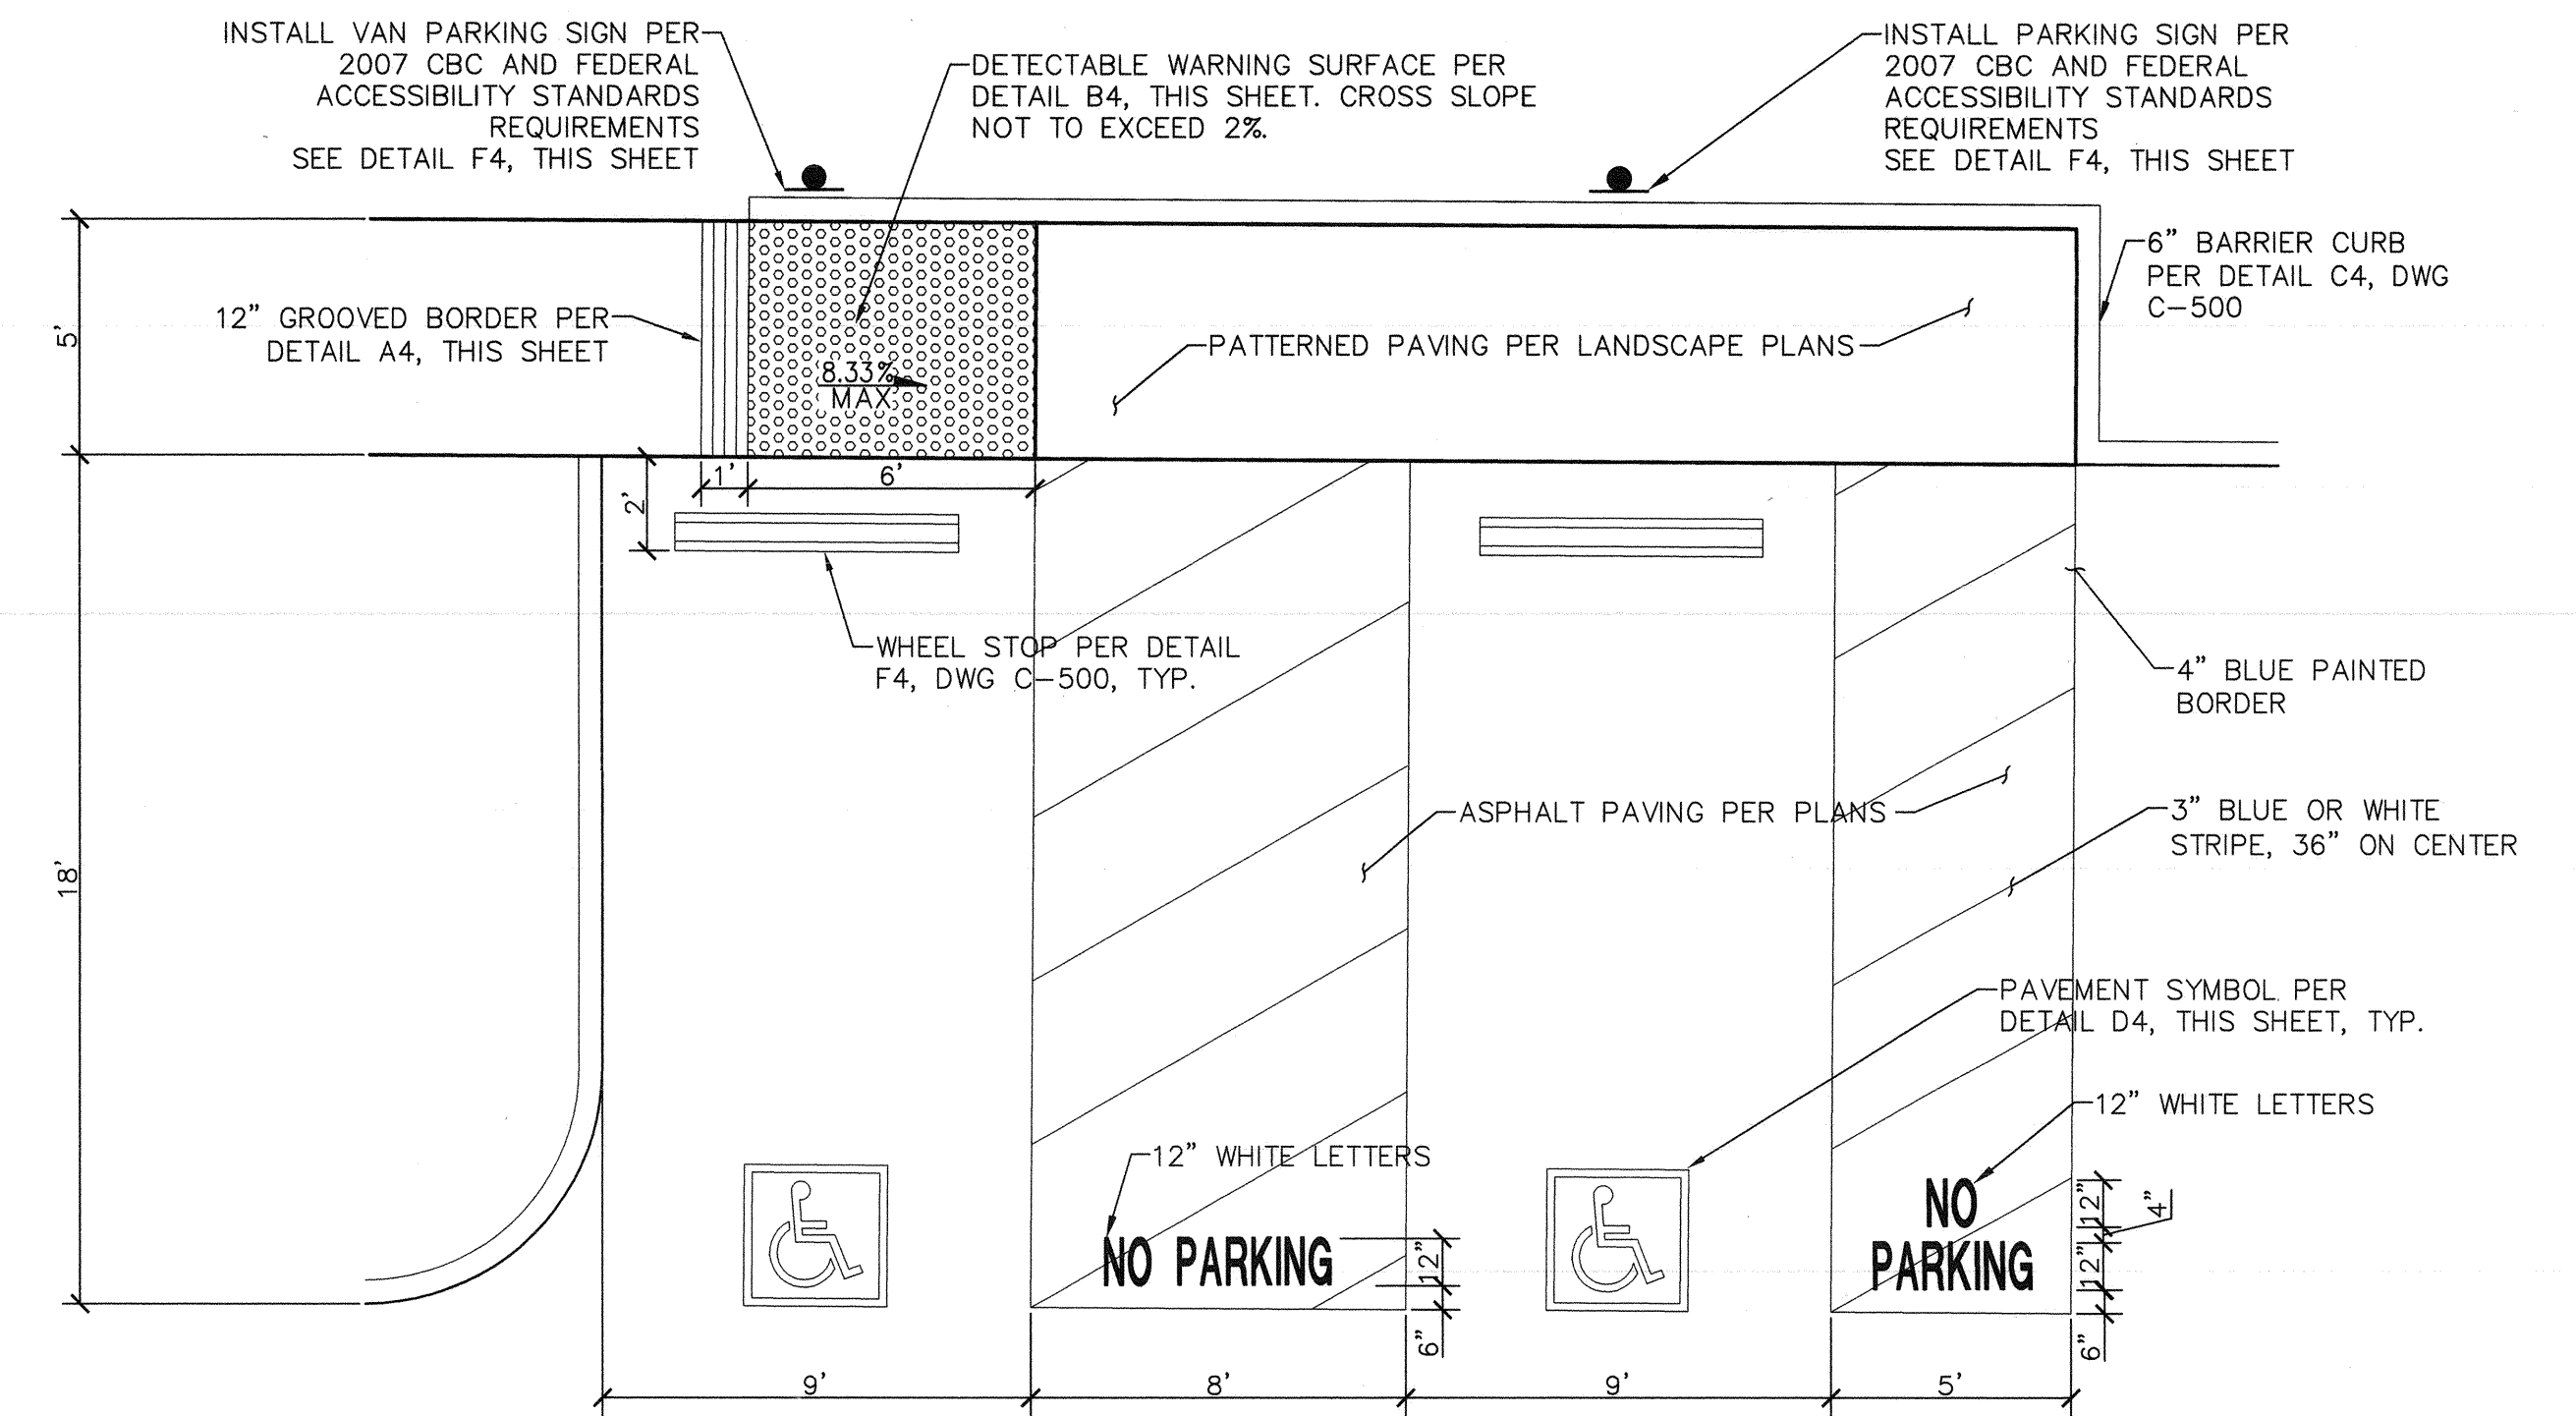 INSTALL VAN PARKING SIGN PER
2007 CBC AND FEDERAL
ACCESSIBILITY STANDARDS
REQUIREMENTS
SEE DETAIL F4, THIS SHEET
DETECTABLE WARNING SURFACE PER
DETAIL B4, THIS SHEET. CROSS SLOPE
NOT TO EXCEED 2%.
INSTALL PARKING SIGN PER
2007 CBC AND FEDERAL
ACCESSIBILITY STANDARDS
REQUIREMENTS
SEE DETAIL F4, THIS SHEET
6” BARRIER CURB
PER DETAIL C4, DWG
C-500
5'
12” GROOVED BORDER PER
DETAIL A4, THIS SHEET
8.33%
MAX
PATTERNED PAVING PER LANDSCAPE PLANS
1'
6'
2'
WHEEL STOP PER DETAIL
F4, DWG C-500, TYP.
4” BLUE PAINTED
BORDER
18'
ASPHALT PAVING PER PLANS
3” BLUE OR WHITE
STRIPE, 36” ON CENTER
PAVEMENT SYMBOL PER
DETAIL D4, THIS SHEET, TYP.
12” WHITE LETTERS
12” WHITE LETTERS
NO PARKING
12”
6”
NO
PARKING
12”
4”
12”
6”
9'
8'
9'
5'